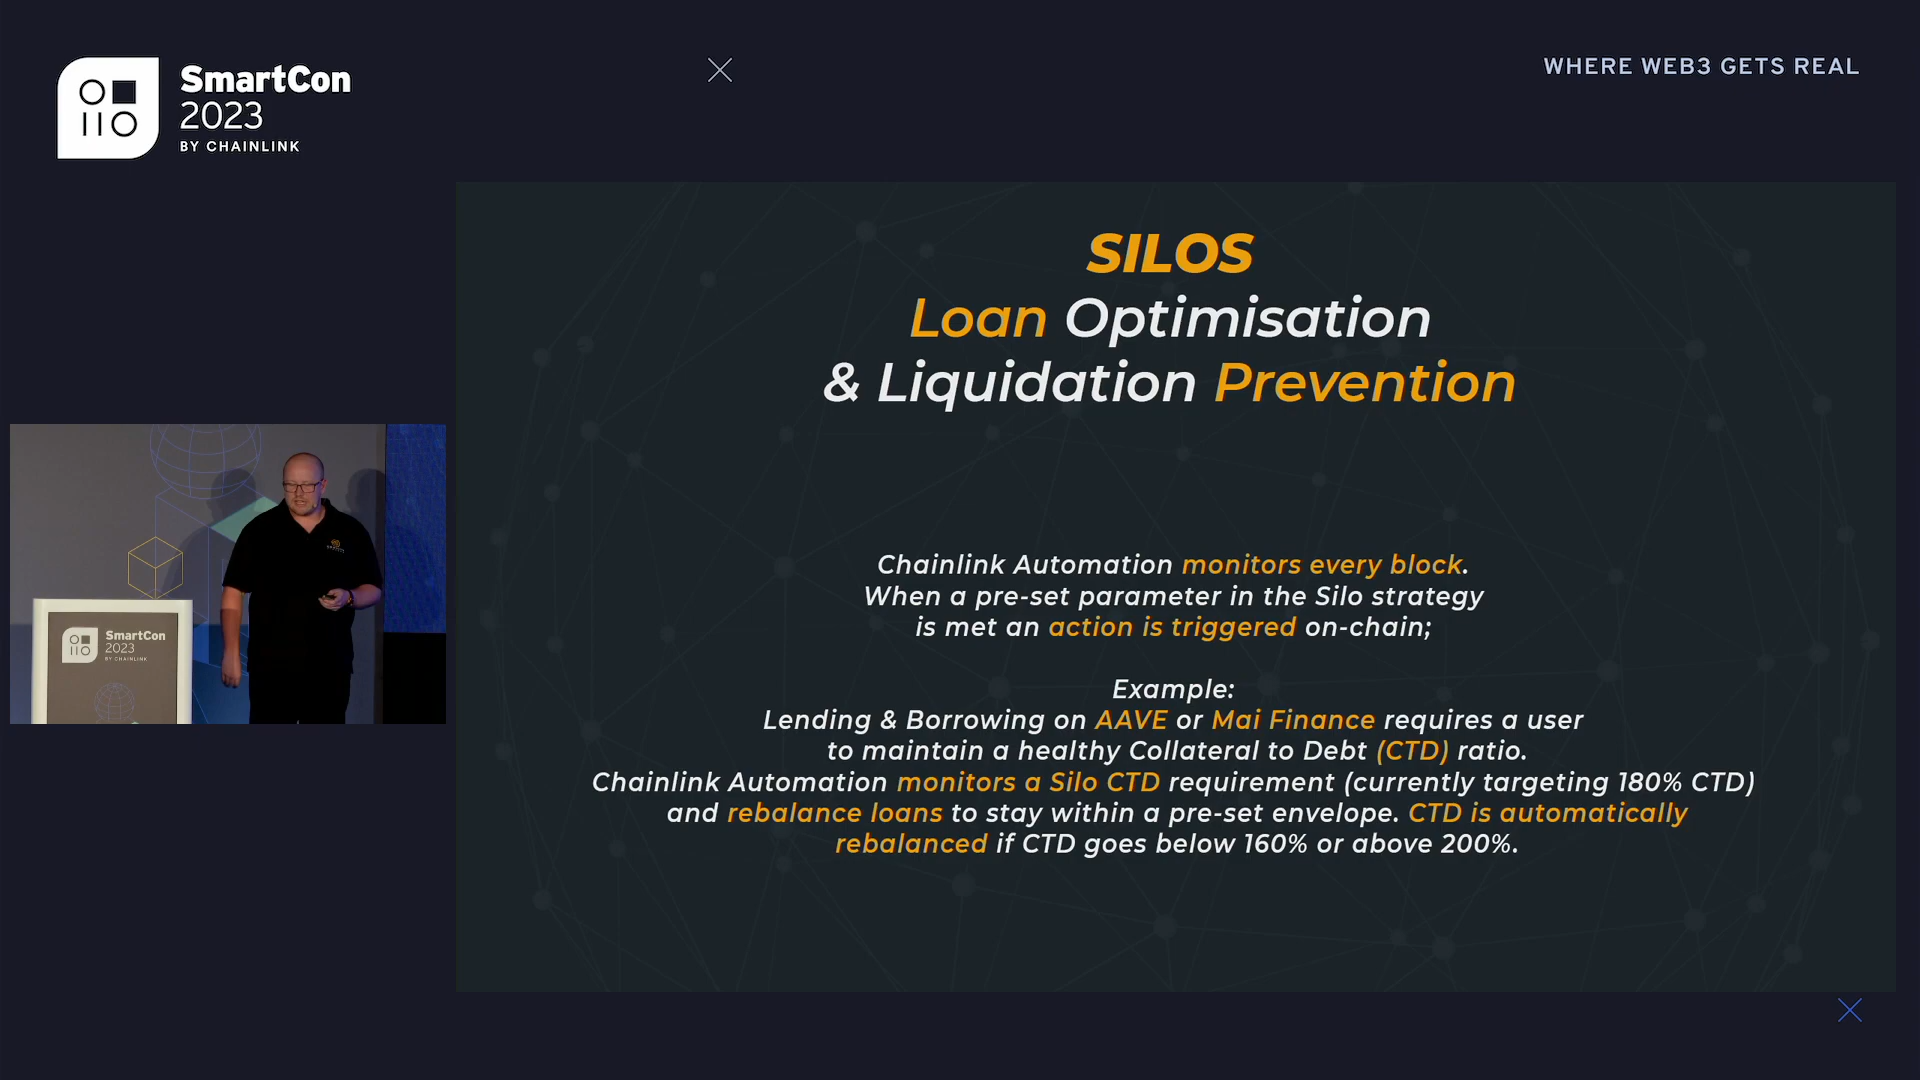 SmartCon
2023
BY CHAINLINK
WHERE WEB3 GETS REAL
SILOS
Loan Optimisation
& Liquidation Prevention
Chainlink Automation monitors every block.
When a pre-set parameter in the Silo strategy
is met an action is triggered on-chain;
Example:
Lending & Borrowing on AAVE or Mai Finance requires a user
to maintain a healthy Collateral to Debt (CTD) ratio.
Chainlink Automation monitors a Silo CTD requirement (currently targeting 180% CTD)
and rebalance loans to stay within a pre-set envelope. CTD is automatically
rebalanced if CTD goes below 160% or above 200%.
SmartCon
2023
BY CHAINLINK